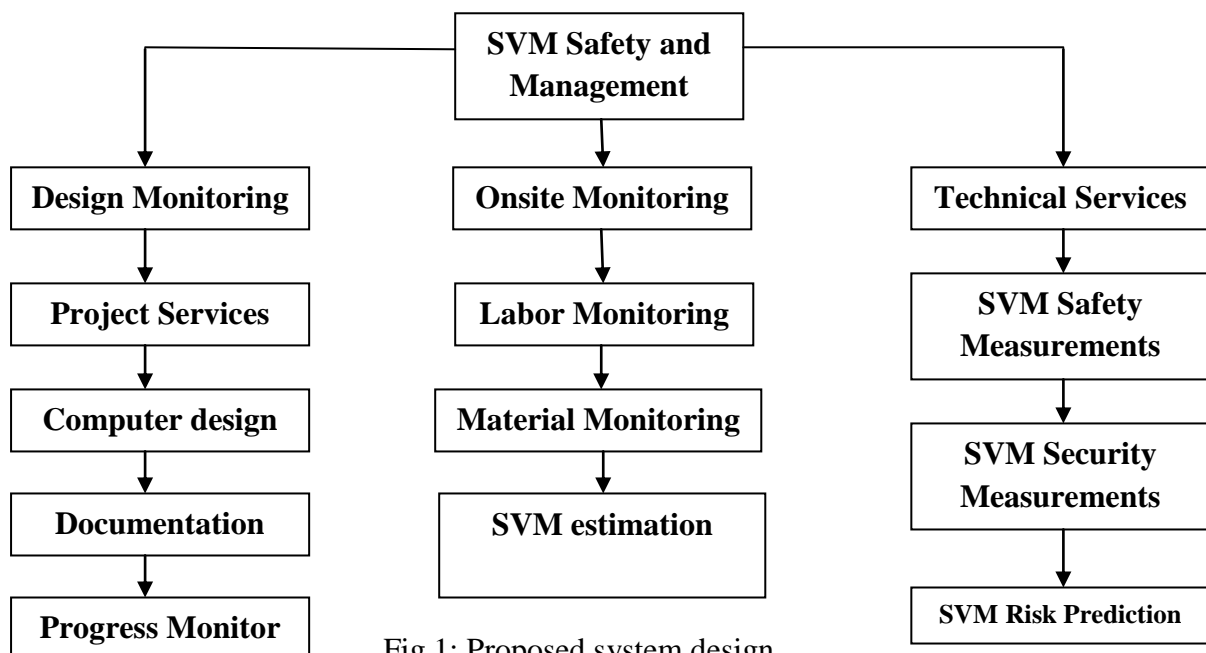 SVM Safety and
Management
Design Monitoring
Project Services
Computer design
Documentation
Progress Monitor
Onsite Monitoring
Labor Monitoring
Material Monitoring
SVM estimation
Technical Services
SVM Safety
Measurements
SVM Security
Measurements
SVM Risk Prediction
Fig 1: Proposed system design